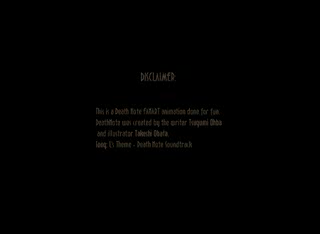 DISCLAIMER:
This is a Death Note FANART animation done for fun.
DeathNote was created by the writer Tsugumi Ohba
and illustrator Takeshi Obata.
Song: L's Theme - Death Note Soundtrack